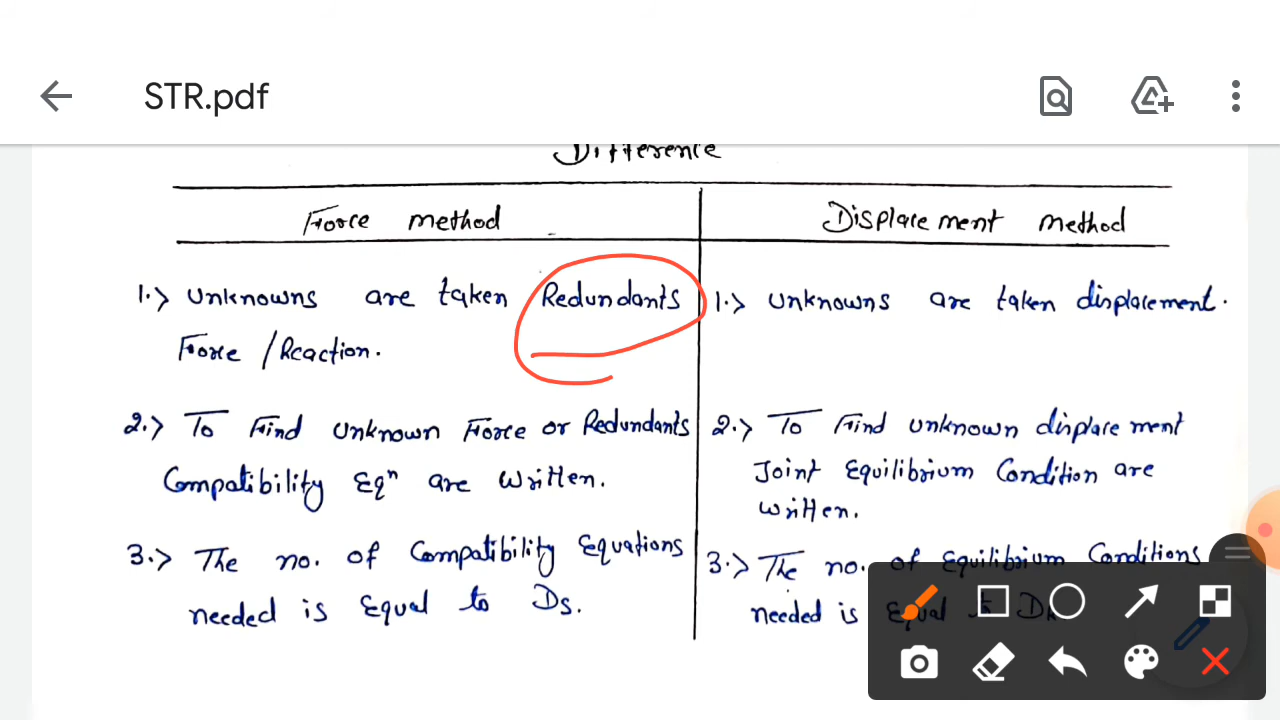 STR.pdf
Difference
Force method
Displacement method
1.> Unknowns are taken Redundants
Force / Reaction.
2.> To Find Unknown Force or Redundants
Compatibility Eqⁿ are written.
3.> The no. of Compatibility Equations
needed is Equal to Ds.
1.> Unknowns are taken displacement.
2.> To Find unknown displacement
Joint Equilibrium Condition are
written.
3.> The no. of Equilibrium Conditions
needed is Equal to